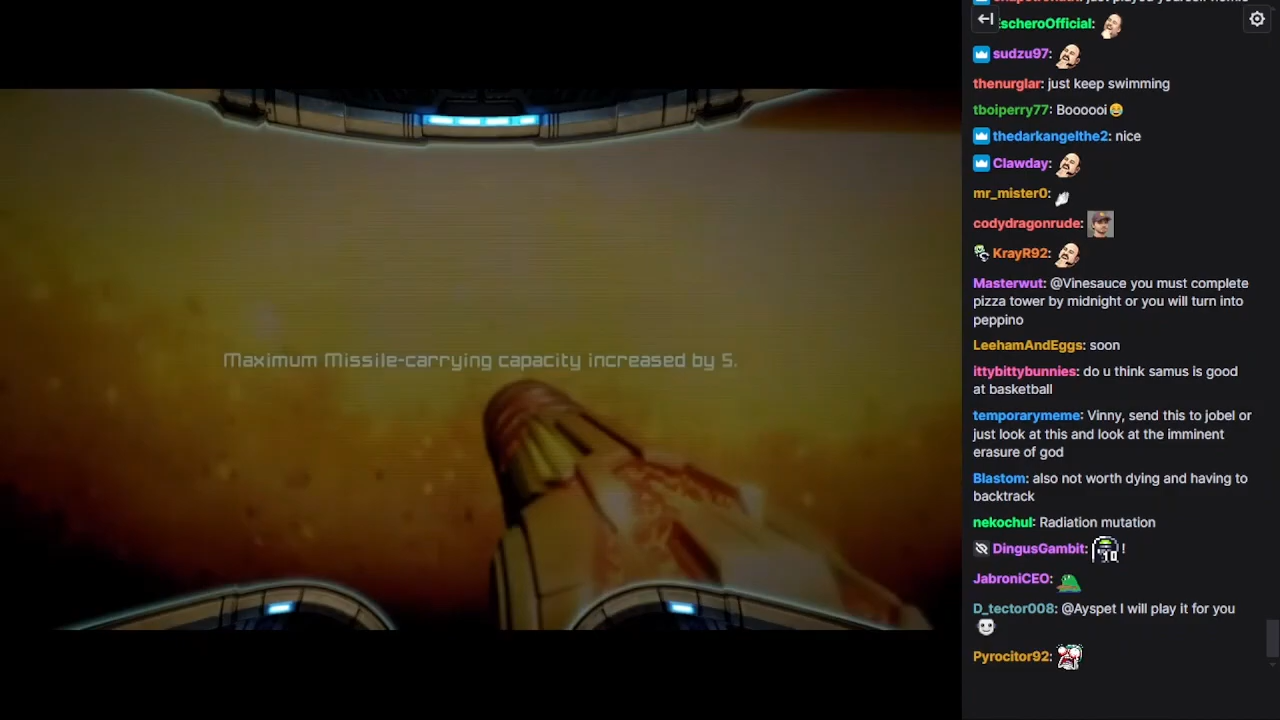 EscheroOfficial:
sudzu97:
thenurglar: just keep swimming
tboiperry77: Boooooi
thedarkangelthe2: nice
Clawday:
mr_mister0:
codydragonrude:
KrayR92:
Masterwut: @Vinesauce you must complete
pizza tower by midnight or you will turn into
peppino
LeehamAndEggs: soon
ittybittybunnies: do u think samus is good
at basketball
temporarymeme: Vinny, send this to jobel or
just look at this and look at the imminent
erasure of god
Blastom: also not worth dying and having to
backtrack
nekochul: Radiation mutation
DingusGambit: !
JabroniCEO:
D_tector008: @Ayspet I will play it for you
Pyrocitor92:
Maximum Missile-carrying capacity increased by 5.